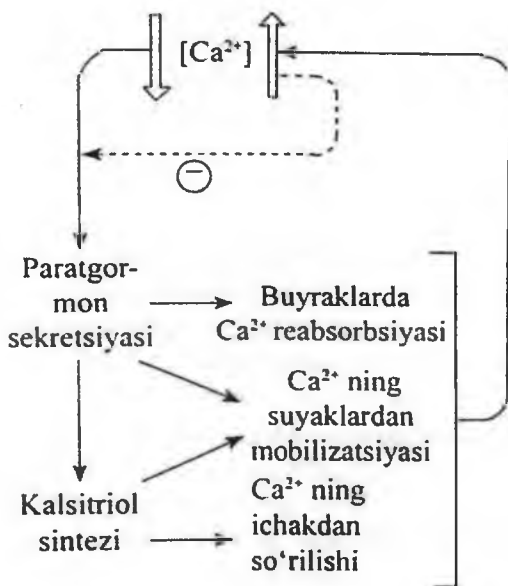 [Ca²⁺]
−
Paratgor-
mon
sekretsiyasi
Buyraklarda
Ca²⁺ reabsorbsiyasi
Ca²⁺ ning
suyaklardan
mobilizatsiyasi
Kalsitriol
sintezi
Ca²⁺ ning
ichakdan
so‘rilishi